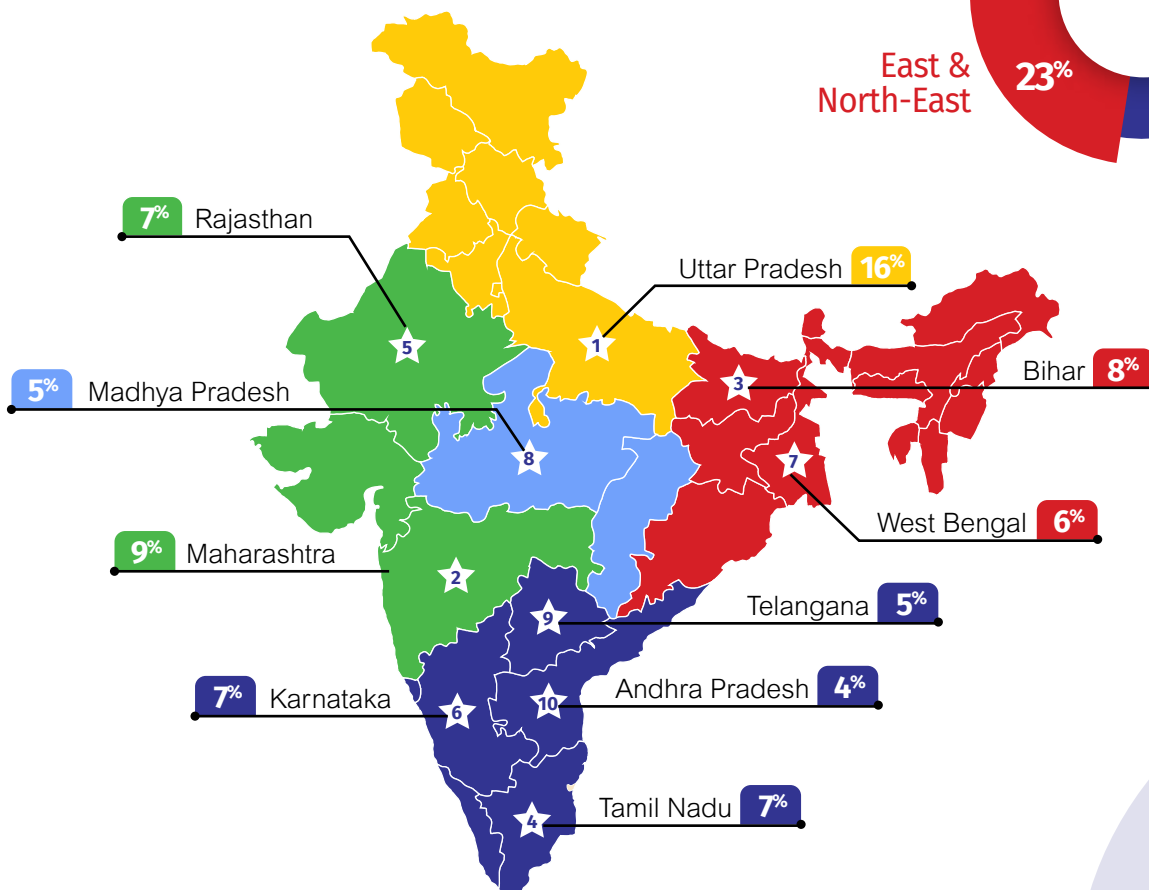 East &
North-East
23%
7% Rajasthan
Uttar Pradesh 16%
1
5
Bihar 8%
3
5% Madhya Pradesh
8
7
West Bengal 6%
9% Maharashtra
2
Telangana 5%
9
Andhra Pradesh 4%
7% Karnataka
10
6
Tamil Nadu 7%
4